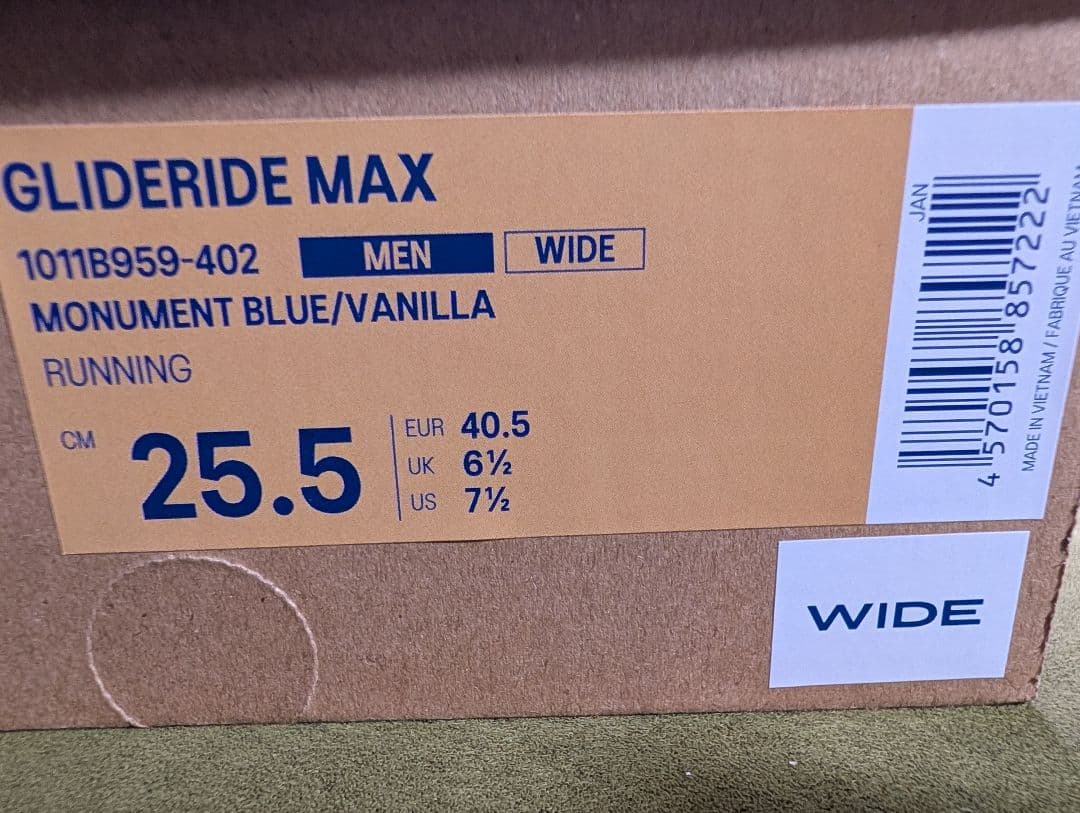 GLIDERIDE MAX
1011B959-402 MEN WIDE
MONUMENT BLUE/VANILLA
RUNNING
CM 25.5
EUR 40.5
UK 6½
US 7½
JAN
4 570158 857222
MADE IN VIETNAM / FABRIQUE AU VIETNAM
WIDE